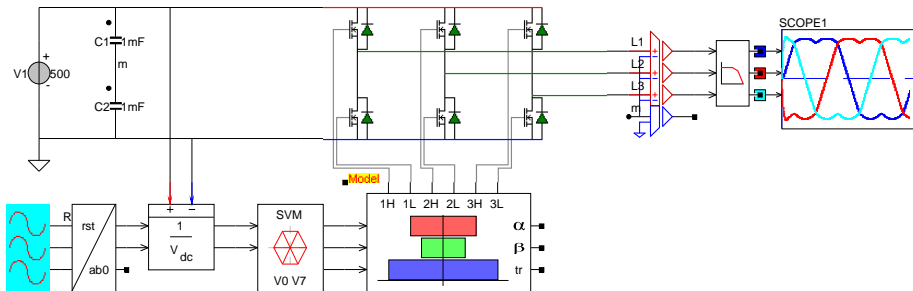 SCOPE1
C1 1mF
m
V1 500
+
-
C2 1mF
L1
L2
L3
m
+
+
+
Model
1H 1L 2H 2L 3H 3L
R
rst
ab0
+ −
1
V dc
SVM
V0 V7
α
β
tr